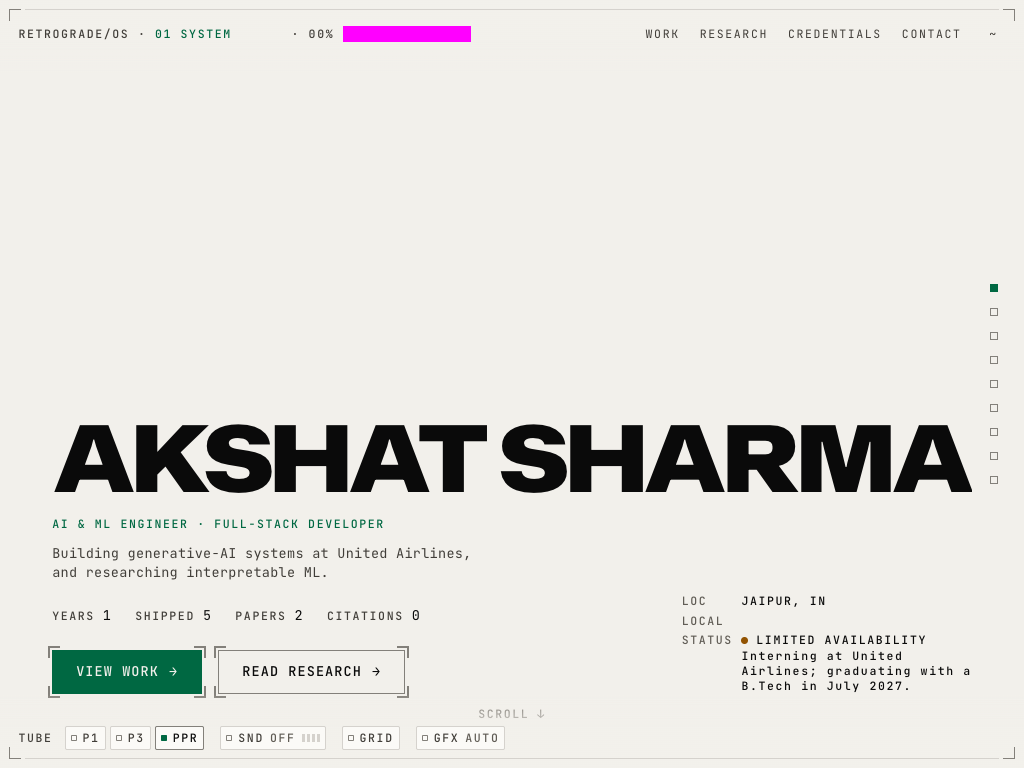 RETROGRADE/OS · 01 SYSTEM · 00%
WORK RESEARCH CREDENTIALS CONTACT ~
AKSHAT SHARMA
AI & ML ENGINEER · FULL-STACK DEVELOPER
Building generative-AI systems at United Airlines,
and researching interpretable ML.
YEARS 1 SHIPPED 5 PAPERS 2 CITATIONS 0
VIEW WORK → READ RESEARCH →
LOC JAIPUR, IN
LOCAL
STATUS LIMITED AVAILABILITY
Interning at United
Airlines; graduating with a
B.Tech in July 2027.
SCROLL ↓
TUBE P1 P3 PPR SND OFF GRID GFX AUTO